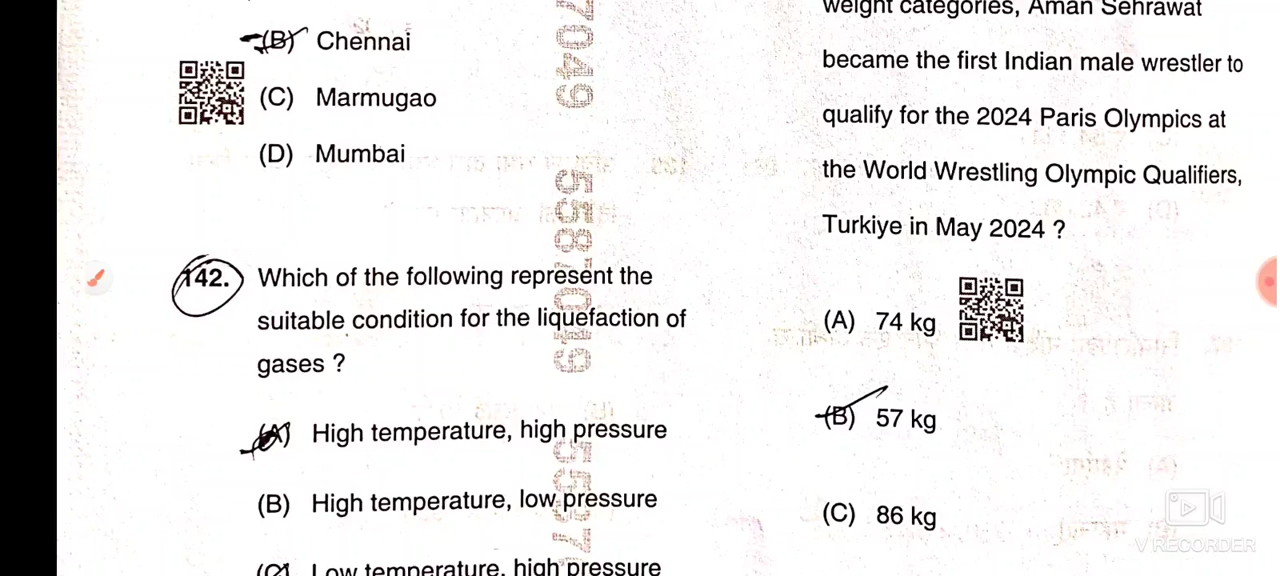 (B) Chennai
(C) Marmugao
(D) Mumbai
142. Which of the following represent the
suitable condition for the liquefaction of
gases ?
(A) High temperature, high pressure
(B) High temperature, low pressure
(C) Low temperature, high pressure
weight categories, Aman Sehrawat
became the first Indian male wrestler to
qualify for the 2024 Paris Olympics at
the World Wrestling Olympic Qualifiers,
Turkiye in May 2024 ?
(A) 74 kg
(B) 57 kg
(C) 86 kg
V RECORDER